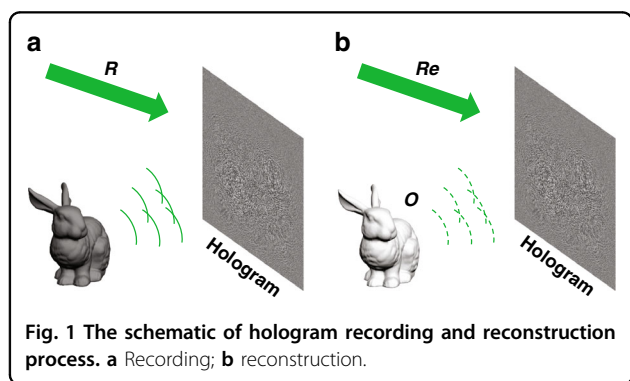 a
b
R
Re
O
Hologram
Hologram
Fig. 1 The schematic of hologram recording and reconstruction
process. a Recording; b reconstruction.